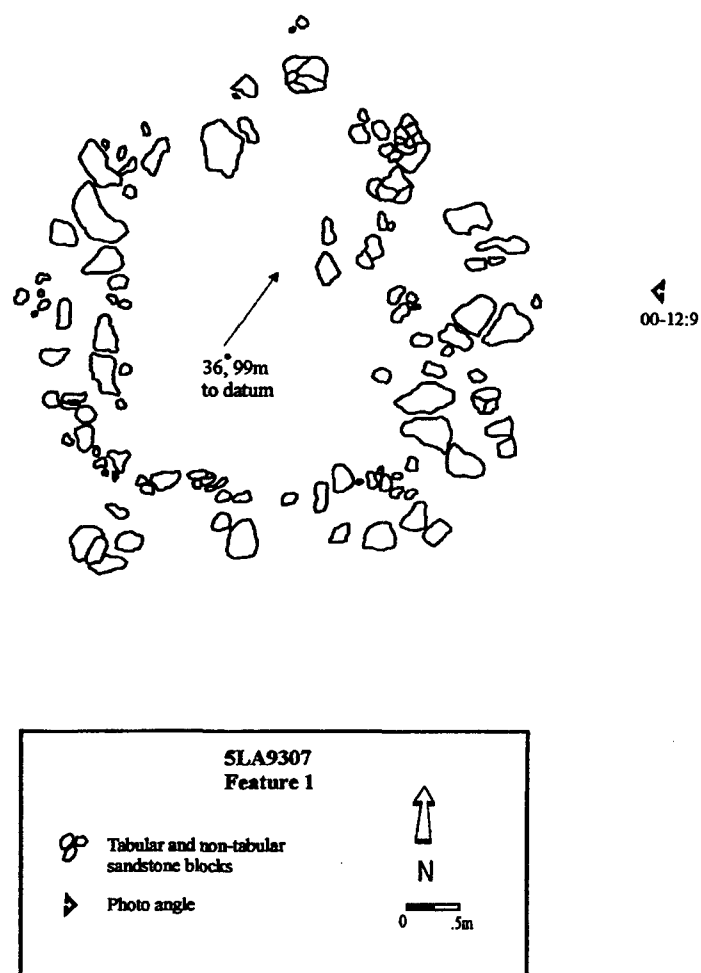 00-12:9
36°, 99m
to datum
5LA9307
Feature 1
Tabular and non-tabular
sandstone blocks
Photo angle
N
0 .5m